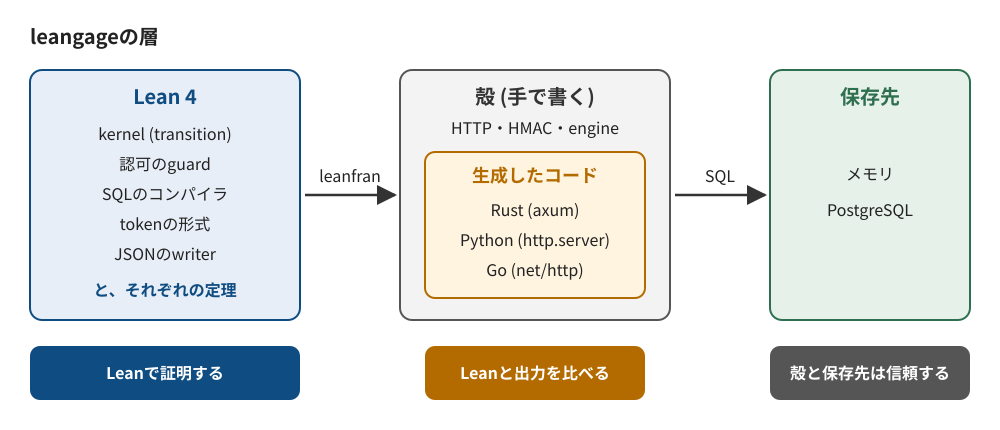 leangageの層
Lean 4
kernel (transition)
認可のguard
SQLのコンパイラ
tokenの形式
JSONのwriter
と、それぞれの定理
leanfran
殻 (手で書く)
HTTP・HMAC・engine
生成したコード
Rust (axum)
Python (http.server)
Go (net/http)
SQL
保存先
メモリ
PostgreSQL
Leanで証明する
Leanと出力を比べる
殻と保存先は信頼する